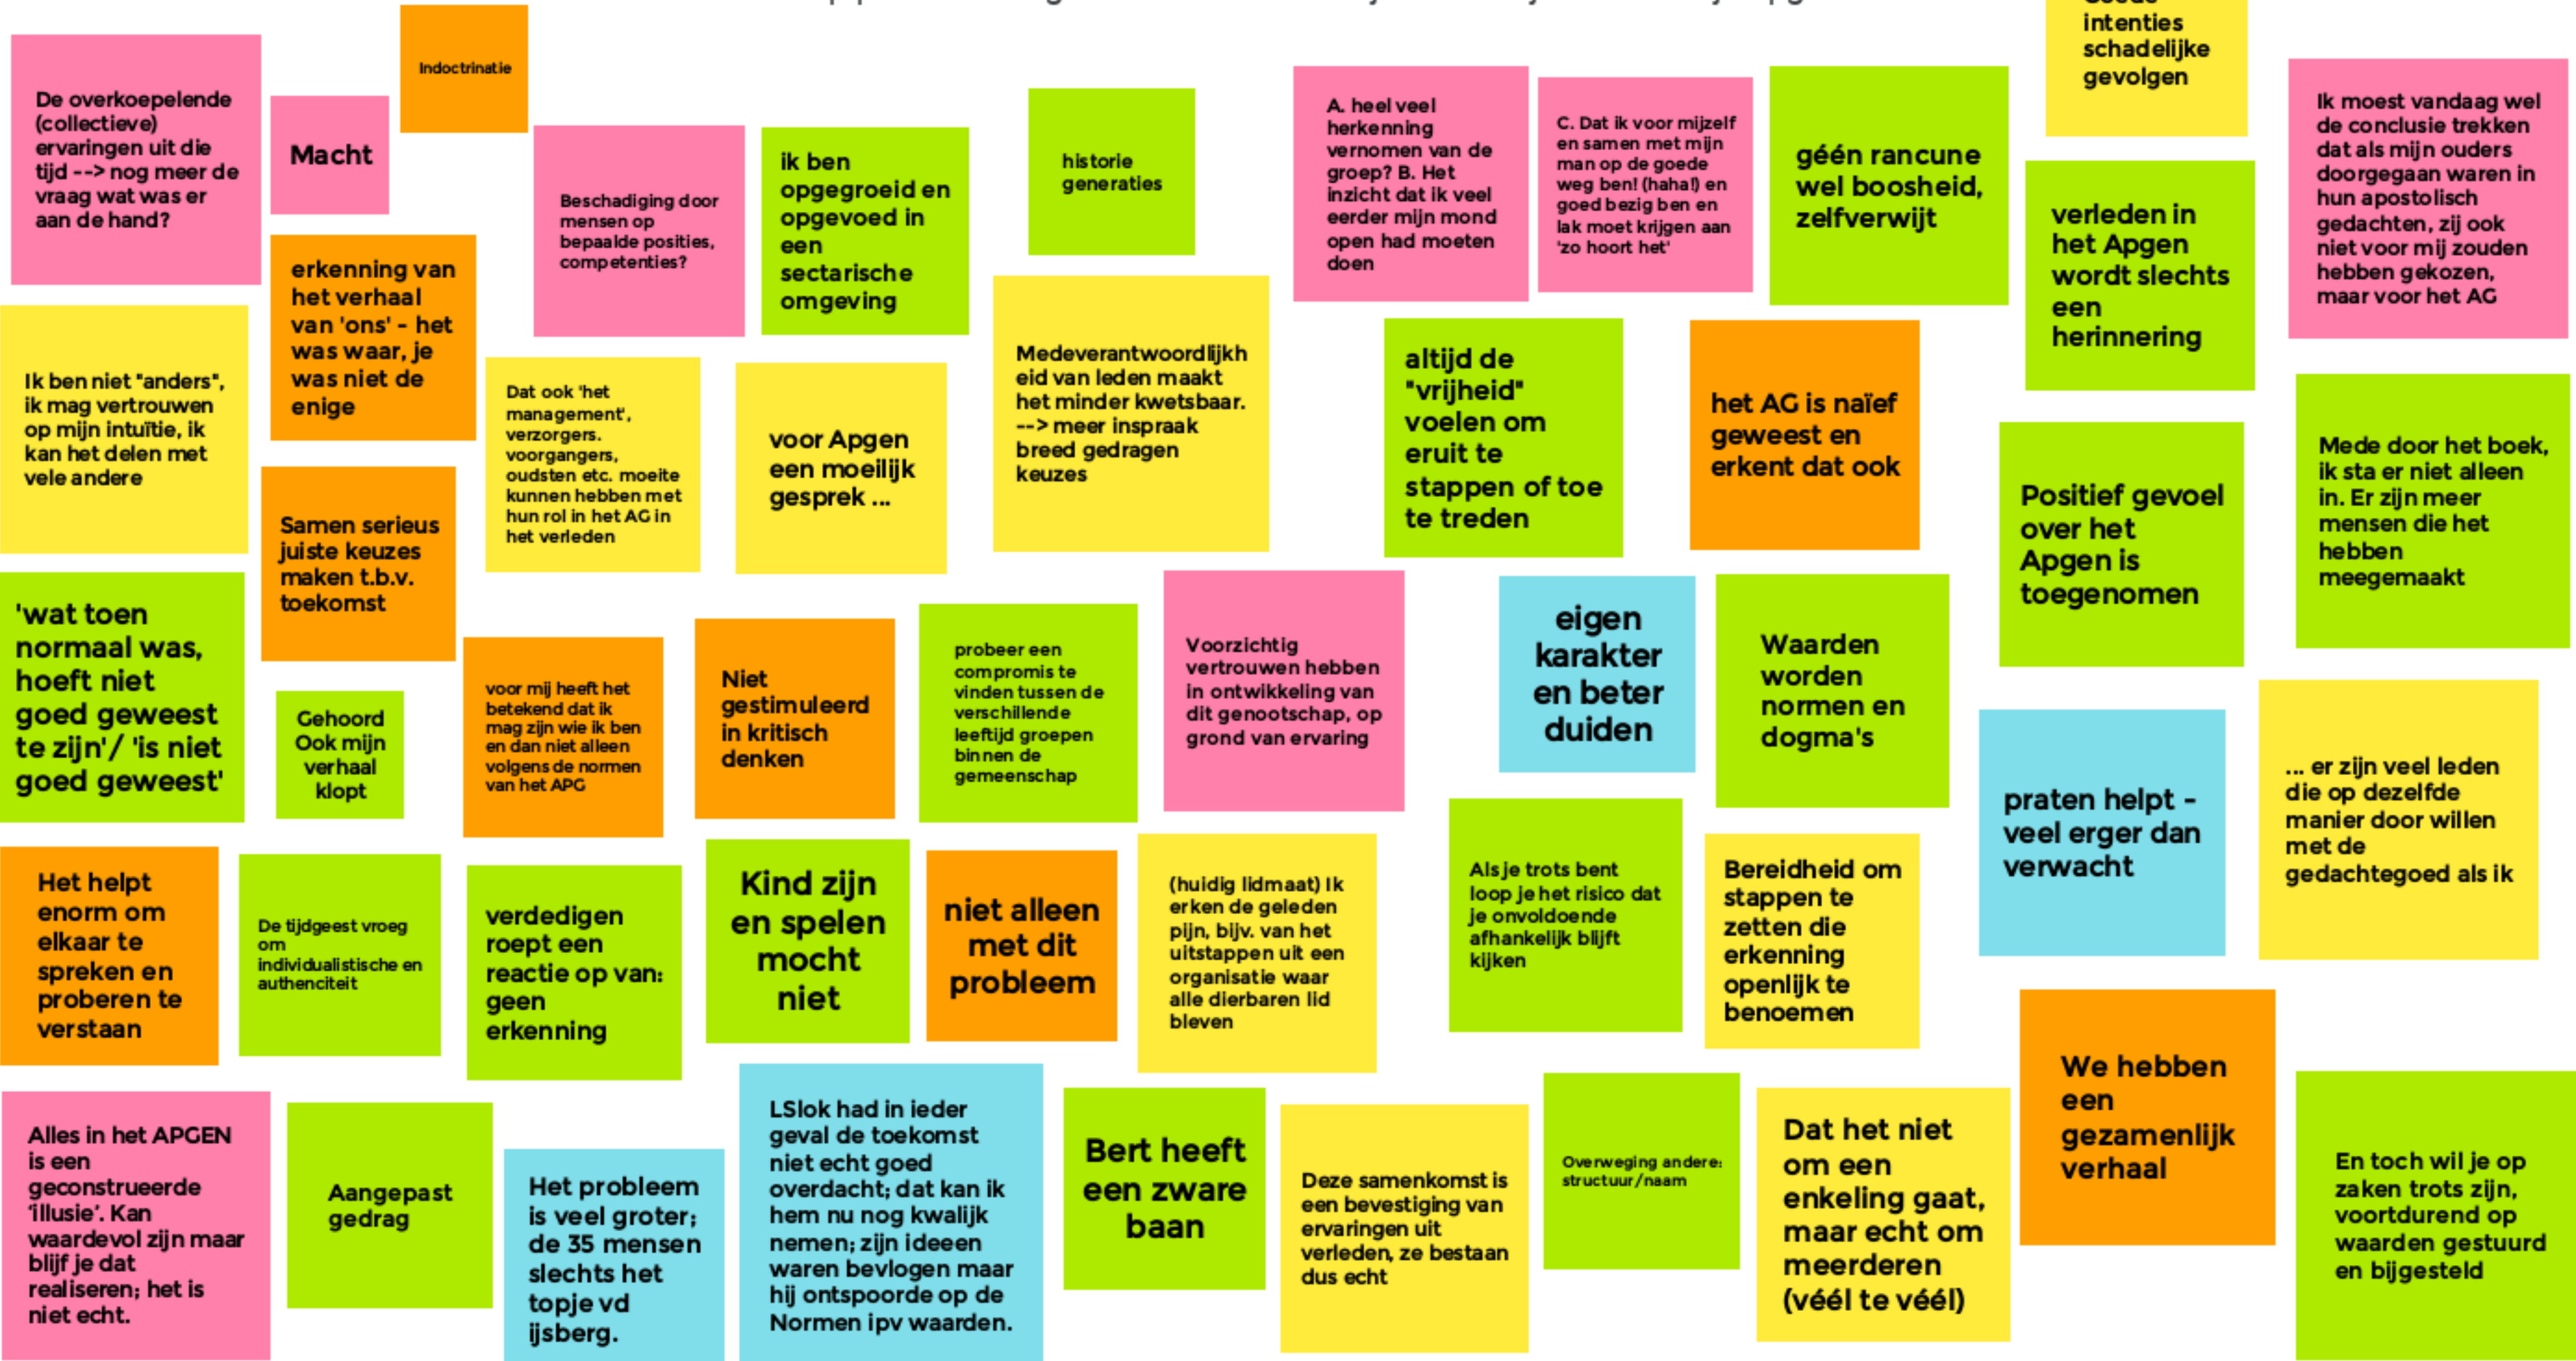 Indoctrinatie
intenties
schadelijke
gevolgen
De overkoepelende
(collectieve)
ervaringen uit die
tijd --> nog meer de
vraag wat was er
aan de hand?
Macht
Beschadiging door
mensen op
bepaalde posities,
competenties?
ik ben
opgegroeid en
opgevoed in
een
sectarische
omgeving
historie
generaties
A. heel veel
herkenning
vernomen van de
groep? B. Het
inzicht dat ik veel
eerder mijn mond
open had moeten
doen
C. Dat ik voor mijzelf
en samen met mijn
man op de goede
weg ben! (haha!) en
goed bezig ben en
lak moet krijgen aan
'zo hoort het'
géén rancune
wel boosheid,
zelfverwijt
verleden in
het Apgen
wordt slechts
een
herinnering
Ik moest vandaag wel
de conclusie trekken
dat als mijn ouders
doorgegaan waren in
hun apostolisch
gedachten, zij ook
niet voor mij zouden
hebben gekozen,
maar voor het AG
erkenning van
het verhaal
van 'ons' - het
was waar, je
was niet de
enige
Ik ben niet "anders",
ik mag vertrouwen
op mijn intuïtie, ik
kan het delen met
vele andere
Dat ook 'het
management',
verzorgers.
voorgangers,
oudsten etc. moeite
kunnen hebben met
hun rol in het AG in
het verleden
voor Apgen
een moeilijk
gesprek ...
Medeverantwoordlijkh
eid van leden maakt
het minder kwetsbaar.
--> meer inspraak
breed gedragen
keuzes
altijd de
"vrijheid"
voelen om
eruit te
stappen of toe
te treden
het AG is naïef
geweest en
erkent dat ook
Positief gevoel
over het
Apgen is
toegenomen
Mede door het boek,
ik sta er niet alleen
in. Er zijn meer
mensen die het
hebben
meegemaakt
Samen serieus
juiste keuzes
maken t.b.v.
toekomst
'wat toen
normaal was,
hoeft niet
goed geweest
te zijn'/ 'is niet
goed geweest'
Gehoord
Ook mijn
verhaal
klopt
voor mij heeft het
betekend dat ik
mag zijn wie ik ben
en dan niet alleen
volgens de normen
van het APG
Niet
gestimuleerd
in kritisch
denken
probeer een
compromis te
vinden tussen de
verschillende
leeftijd groepen
binnen de
gemeenschap
Voorzichtig
vertrouwen hebben
in ontwikkeling van
dit genootschap, op
grond van ervaring
eigen
karakter
en beter
duiden
Waarden
worden
normen en
dogma's
praten helpt -
veel erger dan
verwacht
... er zijn veel leden
die op dezelfde
manier door willen
met de
gedachtegoed als ik
Het helpt
enorm om
elkaar te
spreken en
proberen te
verstaan
De tijdgeest vroeg
om
individualistische en
authenciteit
verdedigen
roept een
reactie op van:
geen
erkenning
Kind zijn
en spelen
mocht
niet
niet alleen
met dit
probleem
(huidig lidmaat) Ik
erken de geleden
pijn, bijv. van het
uitstappen uit een
organisatie waar
alle dierbaren lid
bleven
Als je trots bent
loop je het risico dat
je onvoldoende
afhankelijk blijft
kijken
Bereidheid om
stappen te
zetten die
erkenning
openlijk te
benoemen
We hebben
een
gezamenlijk
verhaal
Alles in het APGEN
is een
geconstrueerde
'illusie'. Kan
waardevol zijn maar
blijf je dat
realiseren; het is
niet echt.
Aangepast
gedrag
Het probleem
is veel groter;
de 35 mensen
slechts het
topje vd
ijsberg.
LSlok had in ieder
geval de toekomst
niet echt goed
overdacht; dat kan ik
hem nu nog kwalijk
nemen; zijn ideeen
waren bevlogen maar
hij ontspoorde op de
Normen ipv waarden.
Bert heeft
een zware
baan
Deze samenkomst is
een bevestiging van
ervaringen uit
verleden, ze bestaan
dus echt
Overweging andere:
structuur/naam
Dat het niet
om een
enkeling gaat,
maar echt om
meerderen
(véél te véél)
En toch wil je op
zaken trots zijn,
voortdurend op
waarden gestuurd
en bijgesteld